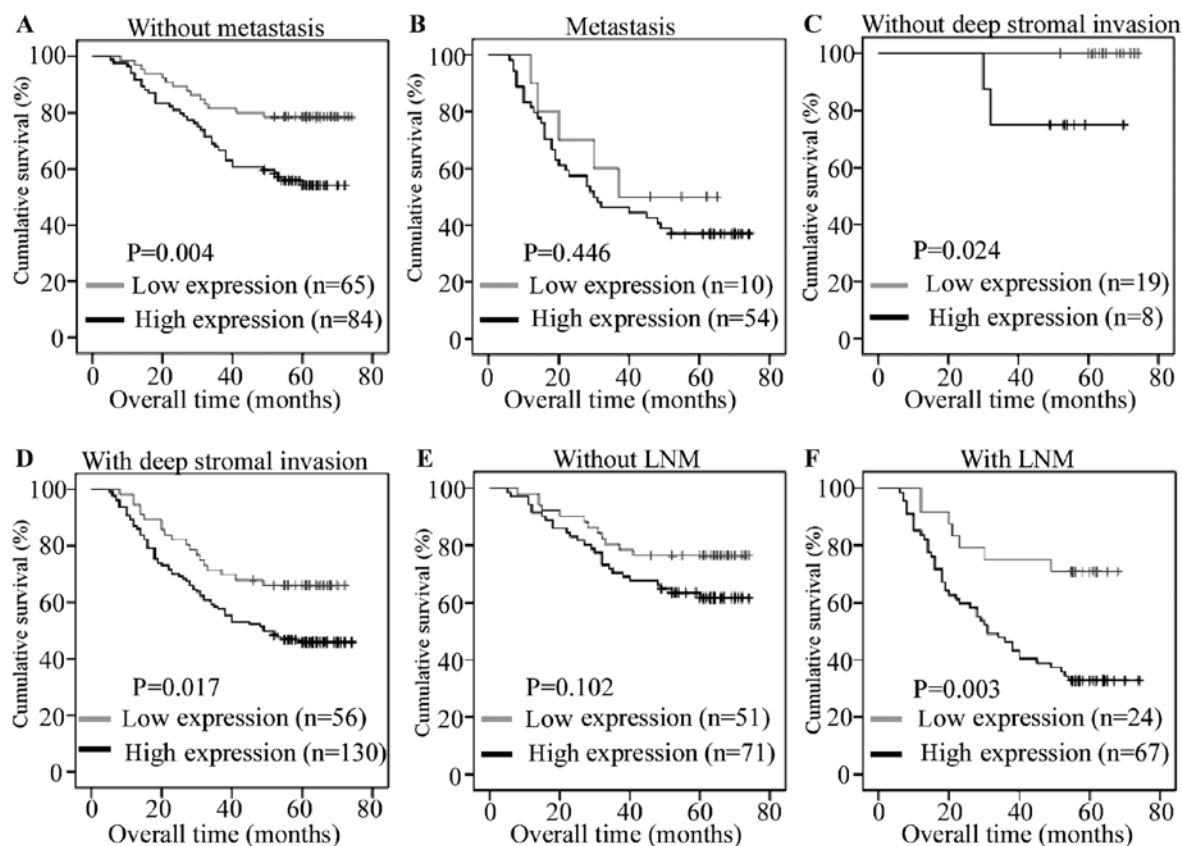 A
Without metastasis
Cumulative survival (%)
100
80
60
40
20
0
P=0.004
Low expression (n=65)
High expression (n=84)
0 20 40 60 80
Overall time (months)
B
Metastasis
Cumulative survival (%)
100
80
60
40
20
0
P=0.446
Low expression (n=10)
High expression (n=54)
0 20 40 60 80
Overall time (months)
C
Without deep stromal invasion
Cumulative survival (%)
100
80
60
40
20
0
P=0.024
Low expression (n=19)
High expression (n=8)
0 20 40 60 80
Overall time (months)
D
With deep stromal invasion
Cumulative survival (%)
100
80
60
40
20
0
P=0.017
Low expression (n=56)
High expression (n=130)
0 20 40 60 80
Overall time (months)
E
Without LNM
Cumulative survival (%)
100
80
60
40
20
0
P=0.102
Low expression (n=51)
High expression (n=71)
0 20 40 60 80
Overall time (months)
F
With LNM
Cumulative survival (%)
100
80
60
40
20
0
P=0.003
Low expression (n=24)
High expression (n=67)
0 20 40 60 80
Overall time (months)